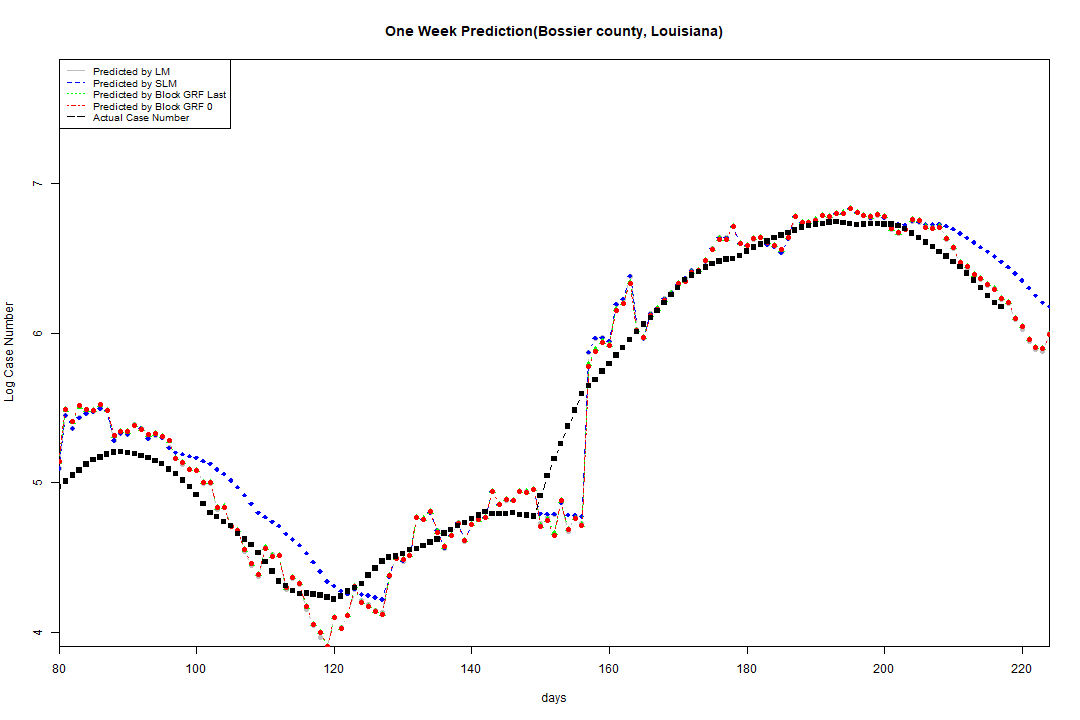 One Week Prediction(Bossier county, Louisiana)
Predicted by LM
Predicted by SLM
Predicted by Block GRF Last
Predicted by Block GRF 0
Actual Case Number
7
6
5
4
Log Case Number
80 100 120 140 160 180 200 220
days